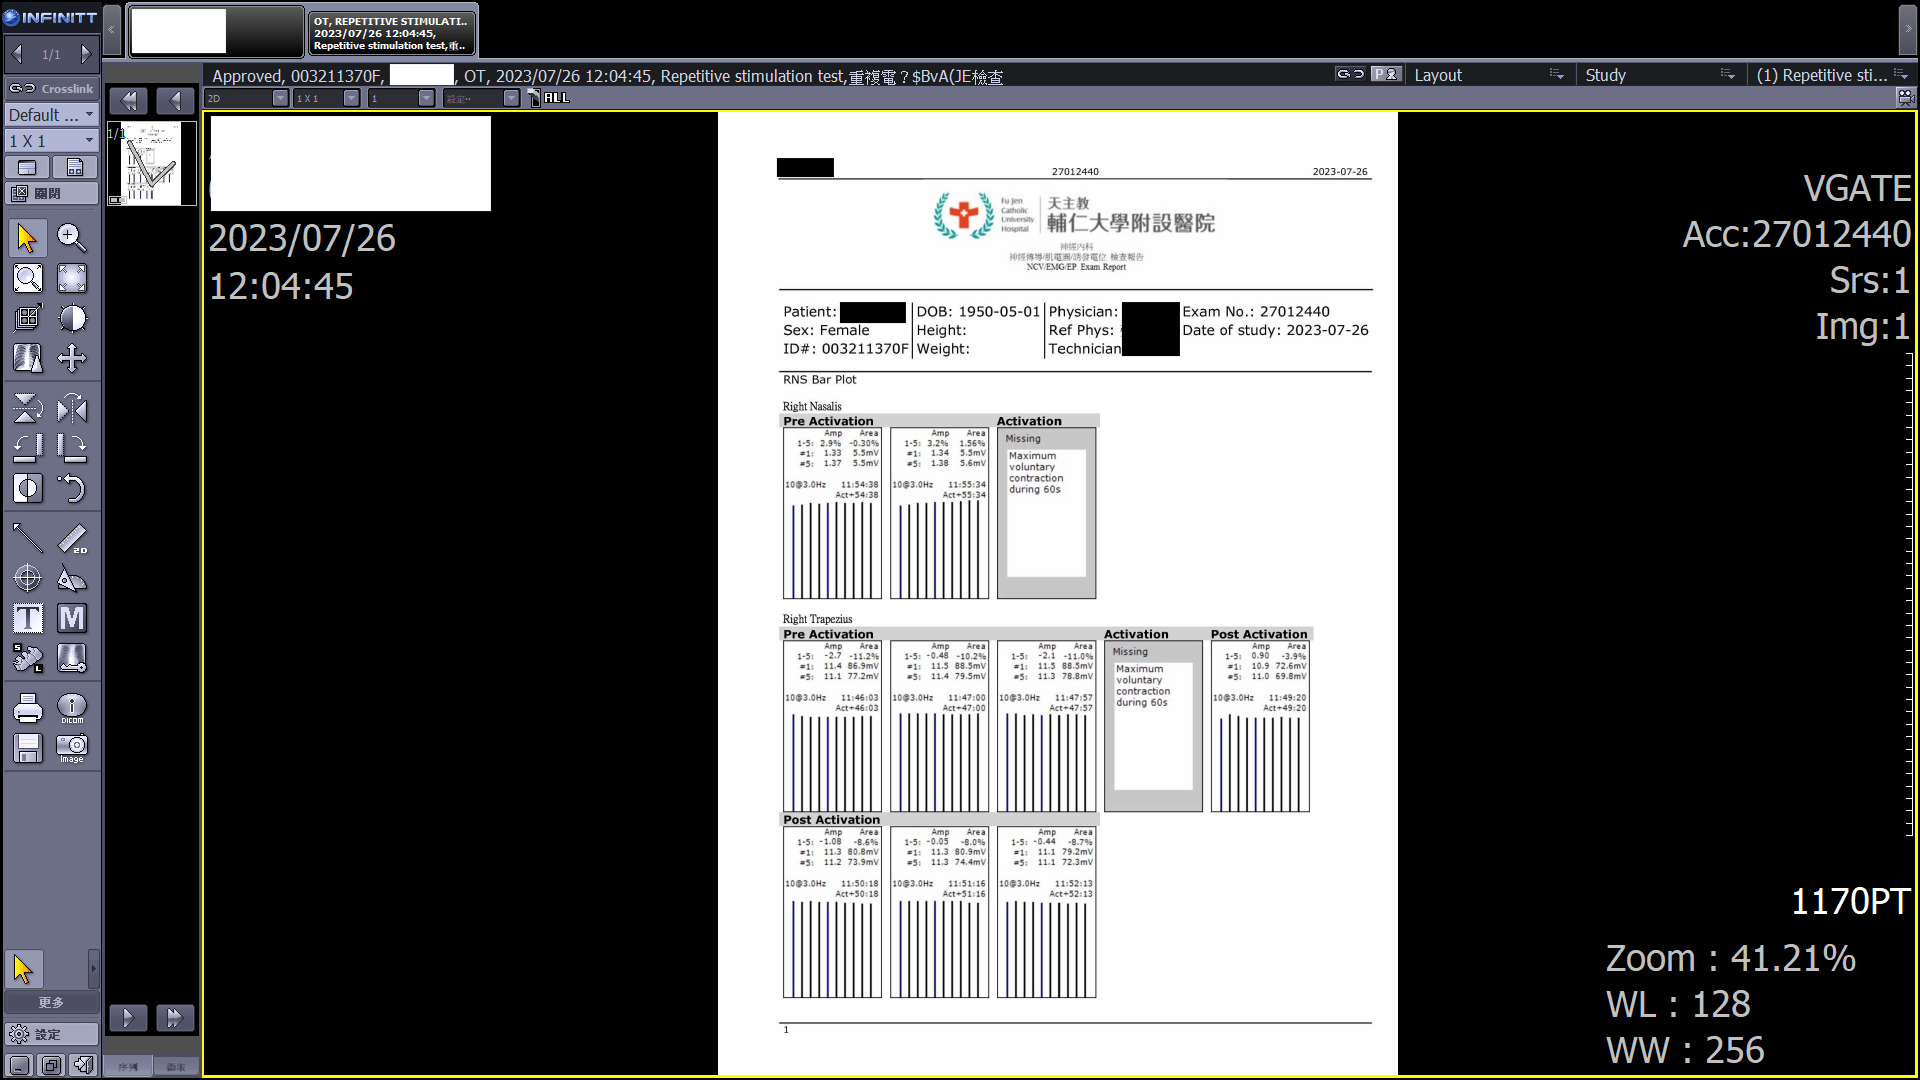 INFINITT
1/1
Crosslink
Default ...
1 X 1
關閉
OT, REPETITIVE STIMULATI..
2023/07/26 12:04:45,
Repetitive stimulation test,重..
Approved, 003211370F, , OT, 2023/07/26 12:04:45, Repetitive stimulation test,重複電？$BvA(JE檢查
Layout
Study
(1) Repetitive sti...
2D
1 X 1
1
設定..
ALL
1/1
2023/07/26
12:04:45
VGATE
Acc:27012440
Srs:1
Img:1
27012440
2023-07-26
Fu Jen
Catholic
University
Hospital
天主教
輔仁大學附設醫院
神經內科
神經傳導/肌電圖/誘發電位 檢查報告
NCV/EMG/EP Exam Report
Patient:
DOB: 1950-05-01
Physician:
Exam No.: 27012440
Sex: Female
Height:
Ref Phys:
Date of study: 2023-07-26
ID#: 003211370F
Weight:
Technician
RNS Bar Plot
Right Nasalis
Pre Activation
Activation
Amp Area
1-5: 2.9% -0.30%
#1: 1.33 5.5mV
#5: 1.37 5.5mV
10@3.0Hz 11:54:38
Act+54:38
Amp Area
1-5: 3.2% 1.56%
#1: 1.34 5.5mV
#5: 1.38 5.6mV
10@3.0Hz 11:55:34
Act+55:34
Missing
Maximum
voluntary
contraction
during 60s
Right Trapezius
Pre Activation
Activation
Post Activation
Amp Area
1-5: -2.7 -11.2%
#1: 11.4 86.9mV
#5: 11.1 77.2mV
10@3.0Hz 11:46:03
Act+46:03
Amp Area
1-5: -0.48 -10.2%
#1: 11.5 88.5mV
#5: 11.4 79.5mV
10@3.0Hz 11:47:00
Act+47:00
Amp Area
1-5: -2.1 -11.0%
#1: 11.5 88.5mV
#5: 11.3 78.8mV
10@3.0Hz 11:47:57
Act+47:57
Missing
Maximum
voluntary
contraction
during 60s
Amp Area
1-5: 0.90 -3.9%
#1: 10.9 72.6mV
#5: 11.0 69.8mV
10@3.0Hz 11:49:20
Act+49:20
Post Activation
Amp Area
1-5: -1.08 -8.6%
#1: 11.3 80.8mV
#5: 11.2 73.9mV
10@3.0Hz 11:50:18
Act+50:18
Amp Area
1-5: -0.05 -8.0%
#1: 11.3 80.9mV
#5: 11.3 74.4mV
10@3.0Hz 11:51:16
Act+51:16
Amp Area
1-5: -0.44 -8.7%
#1: 11.1 79.2mV
#5: 11.1 72.3mV
10@3.0Hz 11:52:13
Act+52:13
1
1170PT
Zoom : 41.21%
WL : 128
WW : 256
2D
T
M
S
L
DICOM
Image
更多
設定
序列